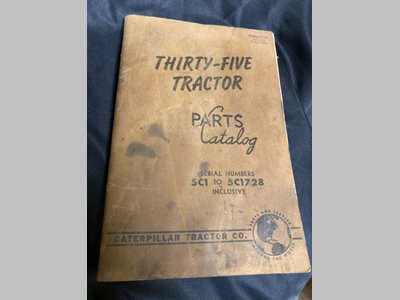 THIRTY-FIVE
TRACTOR
PARTS
Catalog
SERIAL NUMBERS
5C1 TO 5C1728
INCLUSIVE
CATERPILLAR TRACTOR CO.